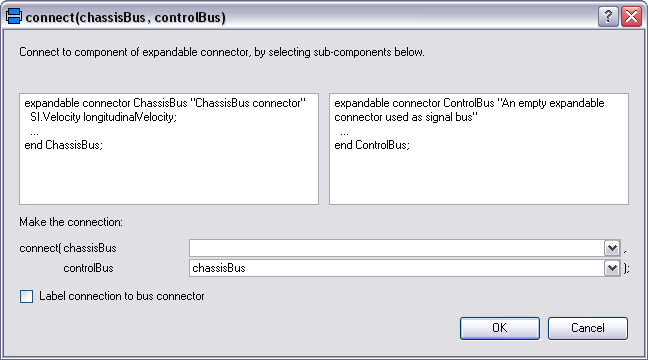 connect(chassisBus, controlBus)
Connect to component of expandable connector, by selecting sub-components below.
expandable connector ChassisBus "ChassisBus connector"
SI.Velocity longitudinalVelocity;
...
end ChassisBus;
expandable connector ControlBus "An empty expandable
connector used as signal bus"
...
end ControlBus;
Make the connection:
connect( chassisBus ,
controlBus chassisBus );
Label connection to bus connector
OK Cancel